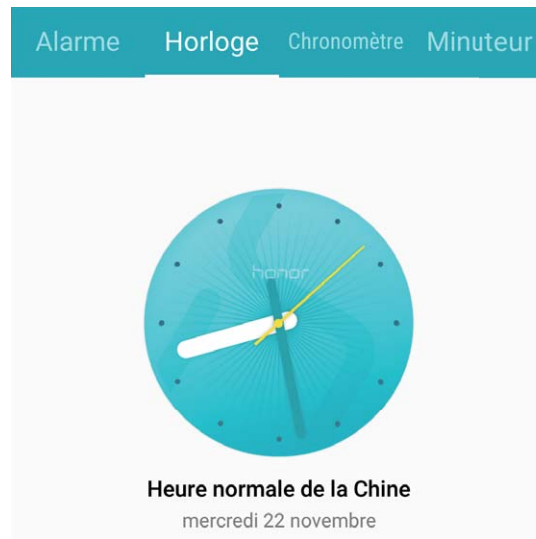 Alarme Horloge Chronomètre Minuteur
honor
Heure normale de la Chine
mercredi 22 novembre